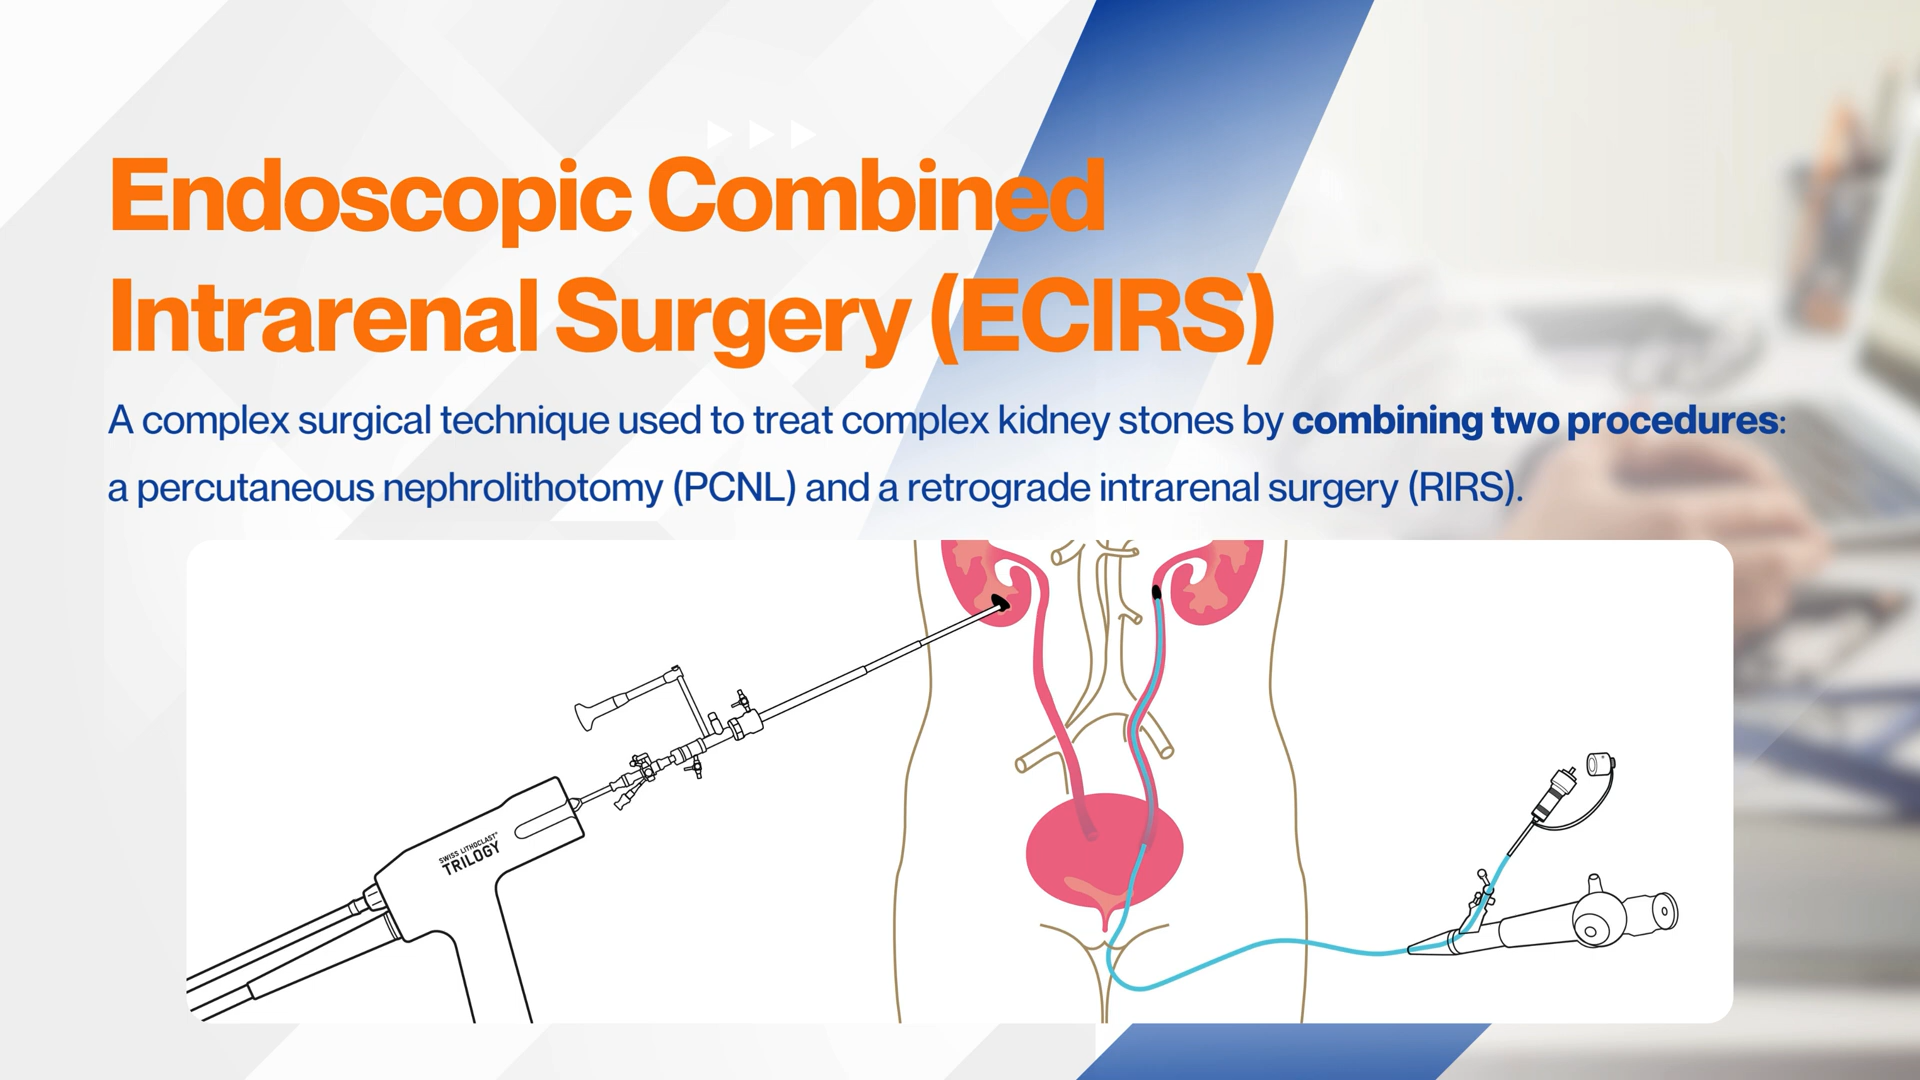 Endoscopic Combined
Intrarenal Surgery (ECIRS)
A complex surgical technique used to treat complex kidney stones by combining two procedures:
a percutaneous nephrolithotomy (PCNL) and a retrograde intrarenal surgery (RIRS).
SWISS LITHOCLAST®
TRILOGY